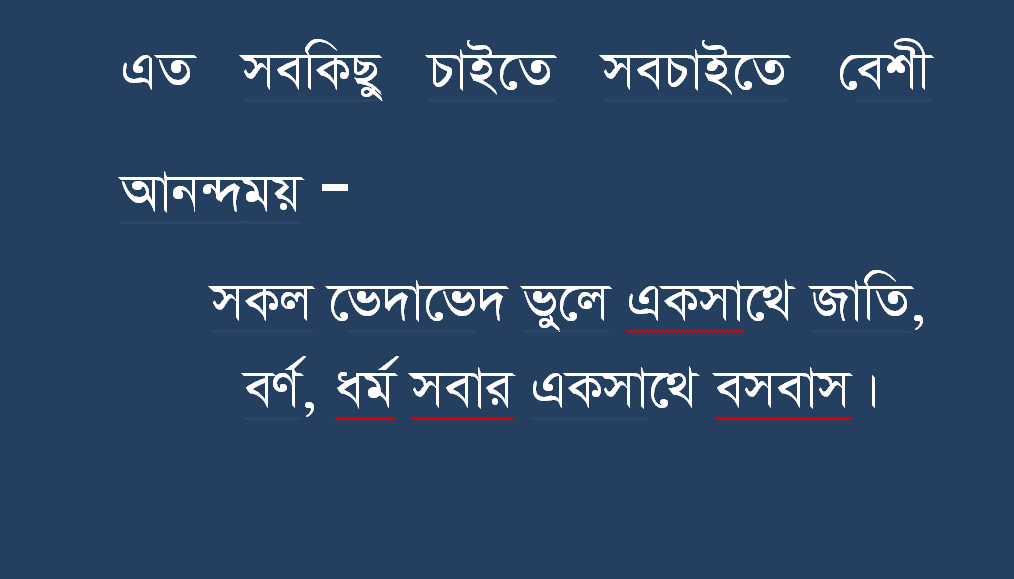 এত সবকিছু চাইতে সবচাইতে বেশী
আনন্দময় –
সকল ভেদাভেদ ভুলে একসাথে জাতি,
বর্ণ, ধর্ম সবার একসাথে বসবাস।